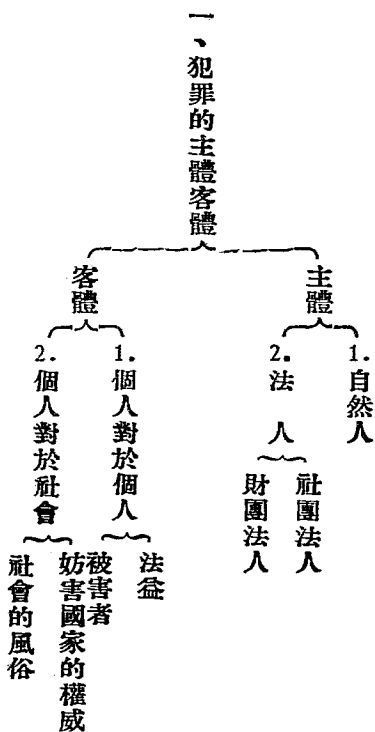 一、犯罪的主體客體
主體
1.自然人
2.法 人
社團法人
財團法人
客體
1.個人對於個人
法益
被害者
2.個人對於社會
妨害國家的權威
社會的風俗